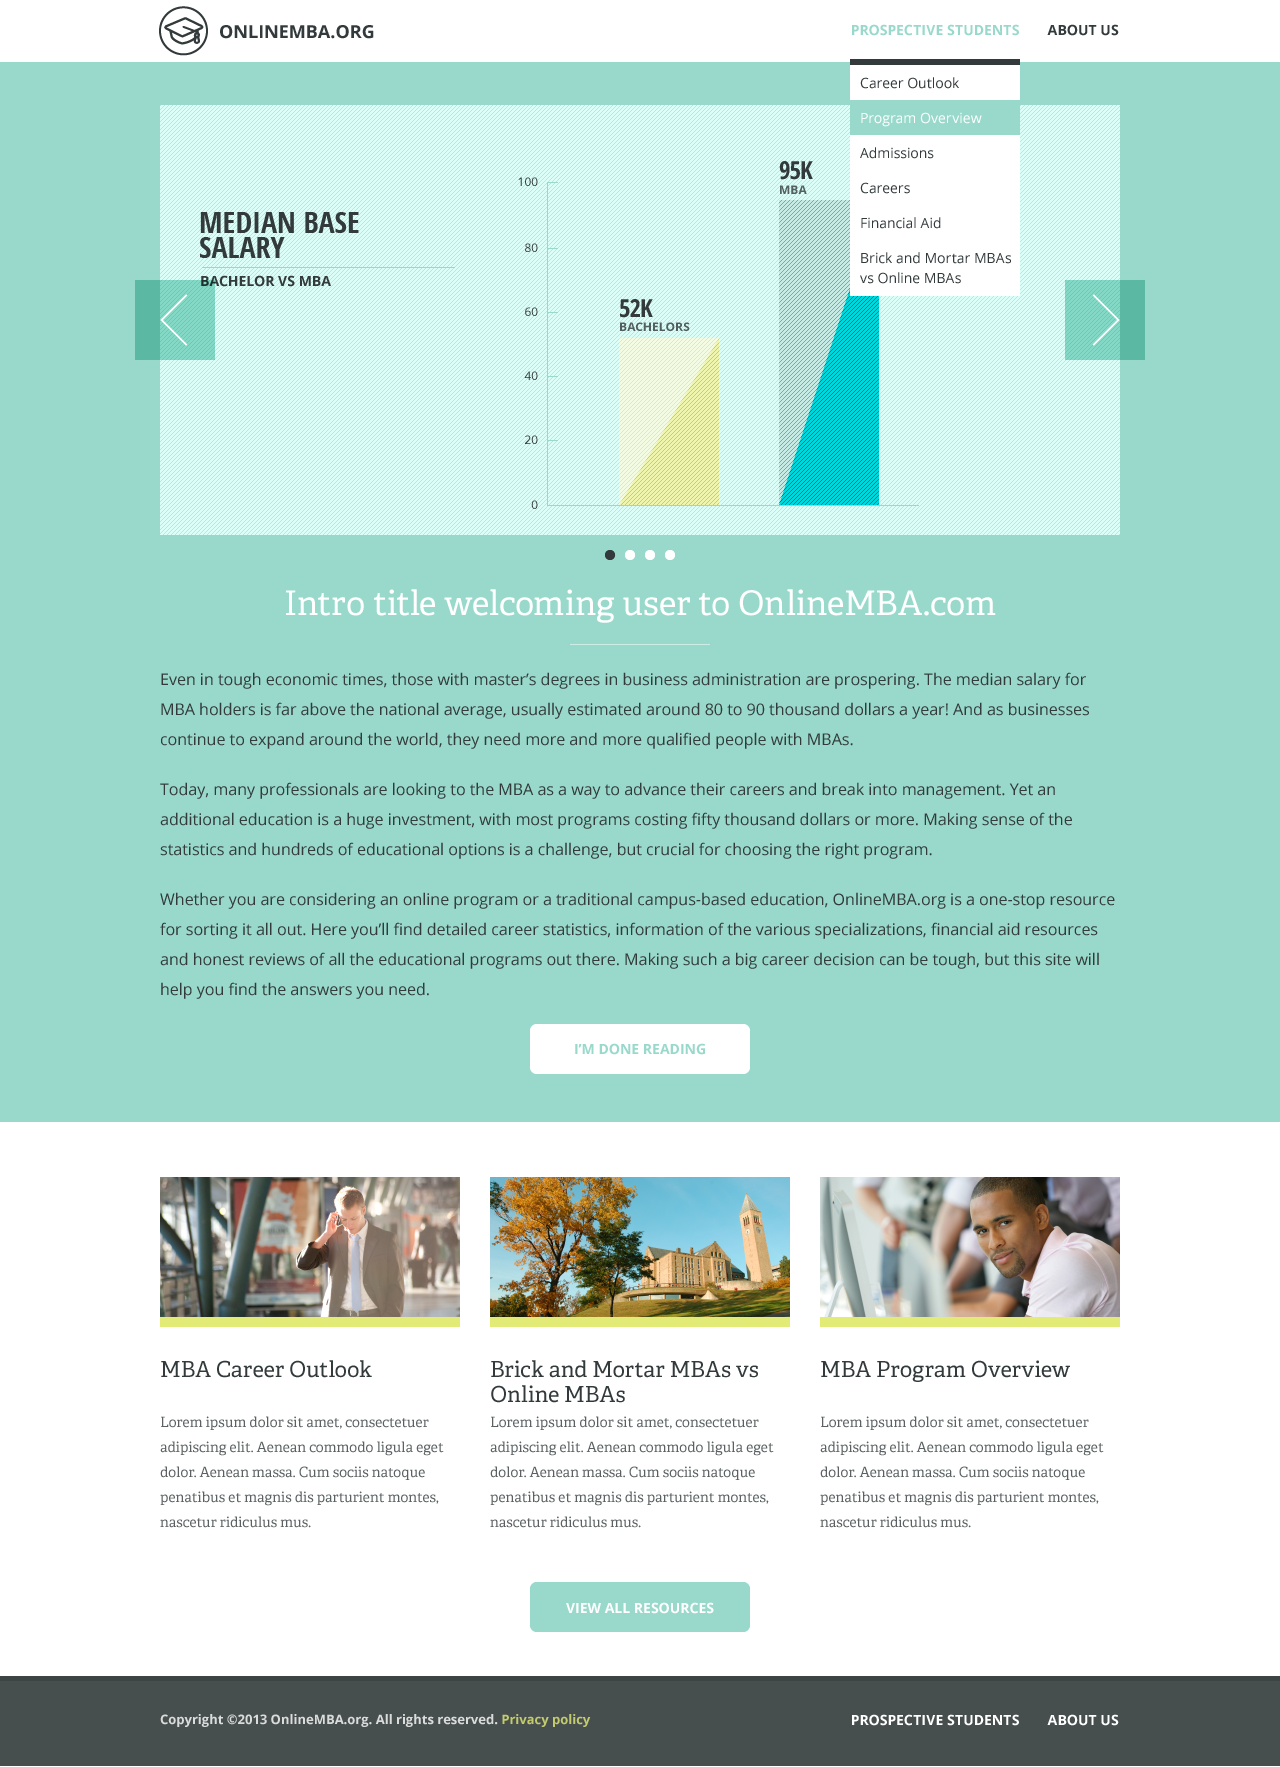 ONLINEMBA.ORG
PROSPECTIVE STUDENTS
ABOUT US
Career Outlook
Program Overview
Admissions
Careers
Financial Aid
Brick and Mortar MBAs
vs Online MBAs
MEDIAN BASE
SALARY
BACHELOR VS MBA
100
80
60
40
20
0
52K
BACHELORS
95K
MBA
Intro title welcoming user to OnlineMBA.com
Even in tough economic times, those with master’s degrees in business administration are prospering. The median salary for
MBA holders is far above the national average, usually estimated around 80 to 90 thousand dollars a year! And as businesses
continue to expand around the world, they need more and more qualified people with MBAs.
Today, many professionals are looking to the MBA as a way to advance their careers and break into management. Yet an
additional education is a huge investment, with most programs costing fifty thousand dollars or more. Making sense of the
statistics and hundreds of educational options is a challenge, but crucial for choosing the right program.
Whether you are considering an online program or a traditional campus-based education, OnlineMBA.org is a one-stop resource
for sorting it all out. Here you’ll find detailed career statistics, information of the various specializations, financial aid resources
and honest reviews of all the educational programs out there. Making such a big career decision can be tough, but this site will
help you find the answers you need.
I’M DONE READING
MBA Career Outlook
Lorem ipsum dolor sit amet, consectetuer
adipiscing elit. Aenean commodo ligula eget
dolor. Aenean massa. Cum sociis natoque
penatibus et magnis dis parturient montes,
nascetur ridiculus mus.
Brick and Mortar MBAs vs
Online MBAs
Lorem ipsum dolor sit amet, consectetuer
adipiscing elit. Aenean commodo ligula eget
dolor. Aenean massa. Cum sociis natoque
penatibus et magnis dis parturient montes,
nascetur ridiculus mus.
MBA Program Overview
Lorem ipsum dolor sit amet, consectetuer
adipiscing elit. Aenean commodo ligula eget
dolor. Aenean massa. Cum sociis natoque
penatibus et magnis dis parturient montes,
nascetur ridiculus mus.
VIEW ALL RESOURCES
Copyright ©2013 OnlineMBA.org. All rights reserved. Privacy policy
PROSPECTIVE STUDENTS
ABOUT US